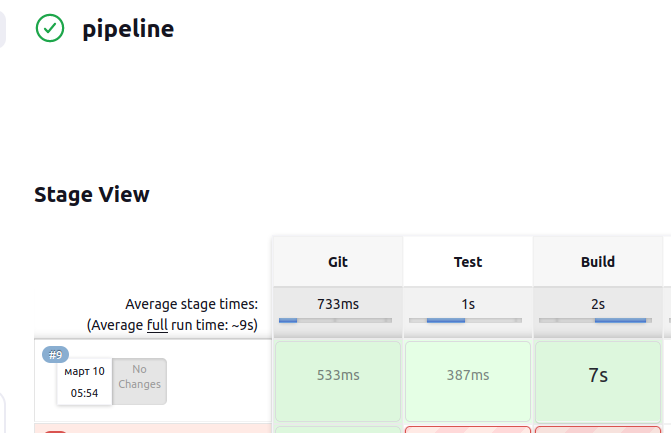 pipeline
Stage View
Git Test Build
Average stage times: 733ms 1s 2s
(Average full run time: ~9s)
#9
март 10 No
Changes
05:54
533ms 387ms 7s